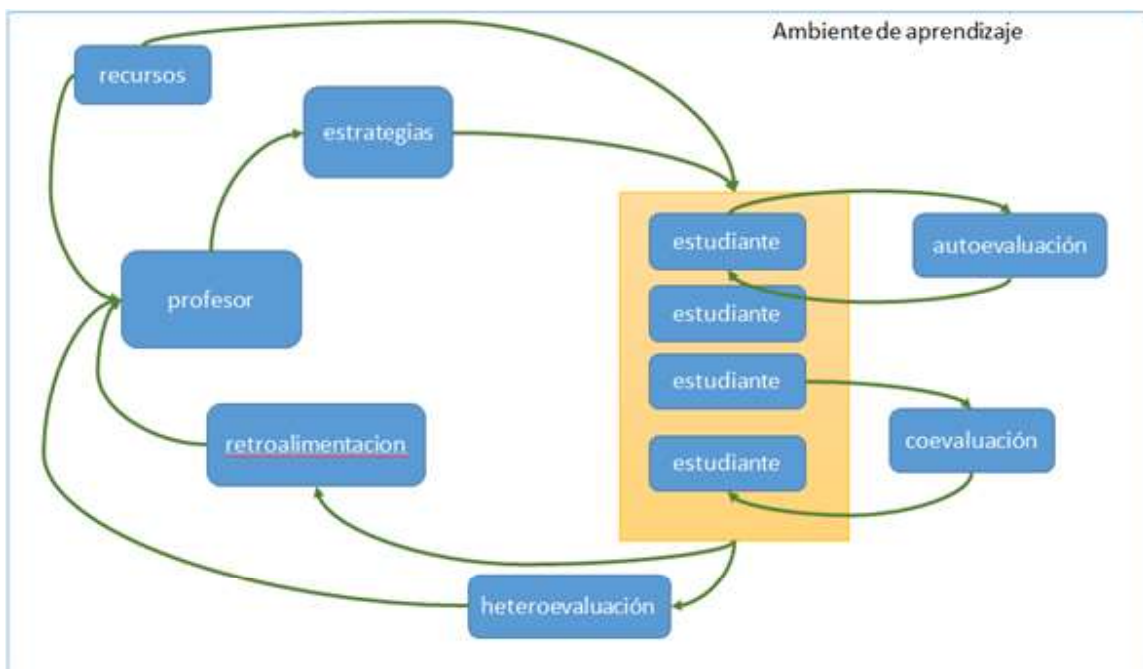 Ambiente de aprendizaje
recursos
estrategias
estudiante
autoevaluación
profesor
estudiante
estudiante
retroalimentacion
coevaluación
estudiante
heteroevaluación